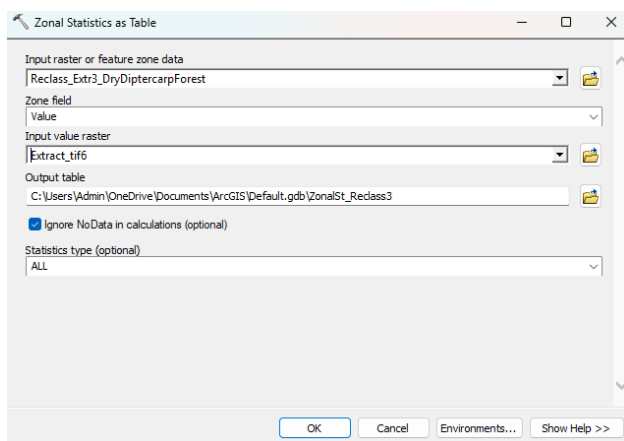 Zonal Statistics as Table
Input raster or feature zone data
Reclass_Extr3_DryDiptercarpForest
Zone field
Value
Input value raster
Extract_tif6
Output table
C:\Users\Admin\OneDrive\Documents\ArcGIS\Default.gdb\ZonalSt_Reclass3
Ignore NoData in calculations (optional)
Statistics type (optional)
ALL
OK Cancel Environments... Show Help >>